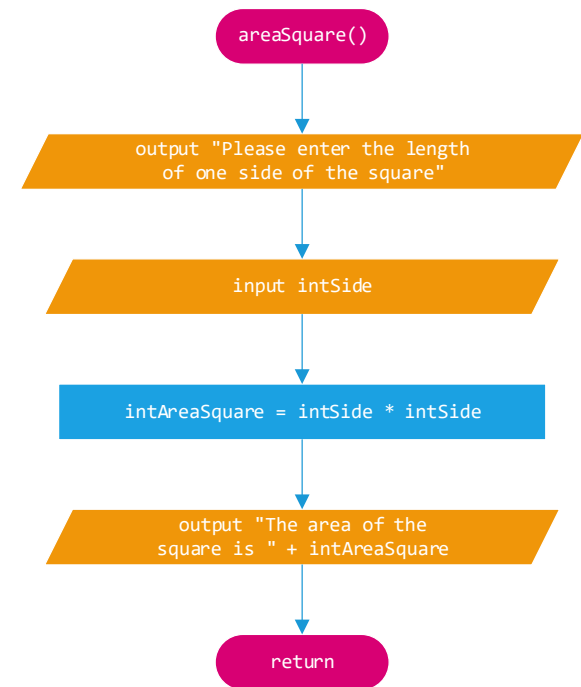 areaSquare()
output "Please enter the length
of one side of the square"
input intSide
intAreaSquare = intSide * intSide
output "The area of the
square is " + intAreaSquare
return